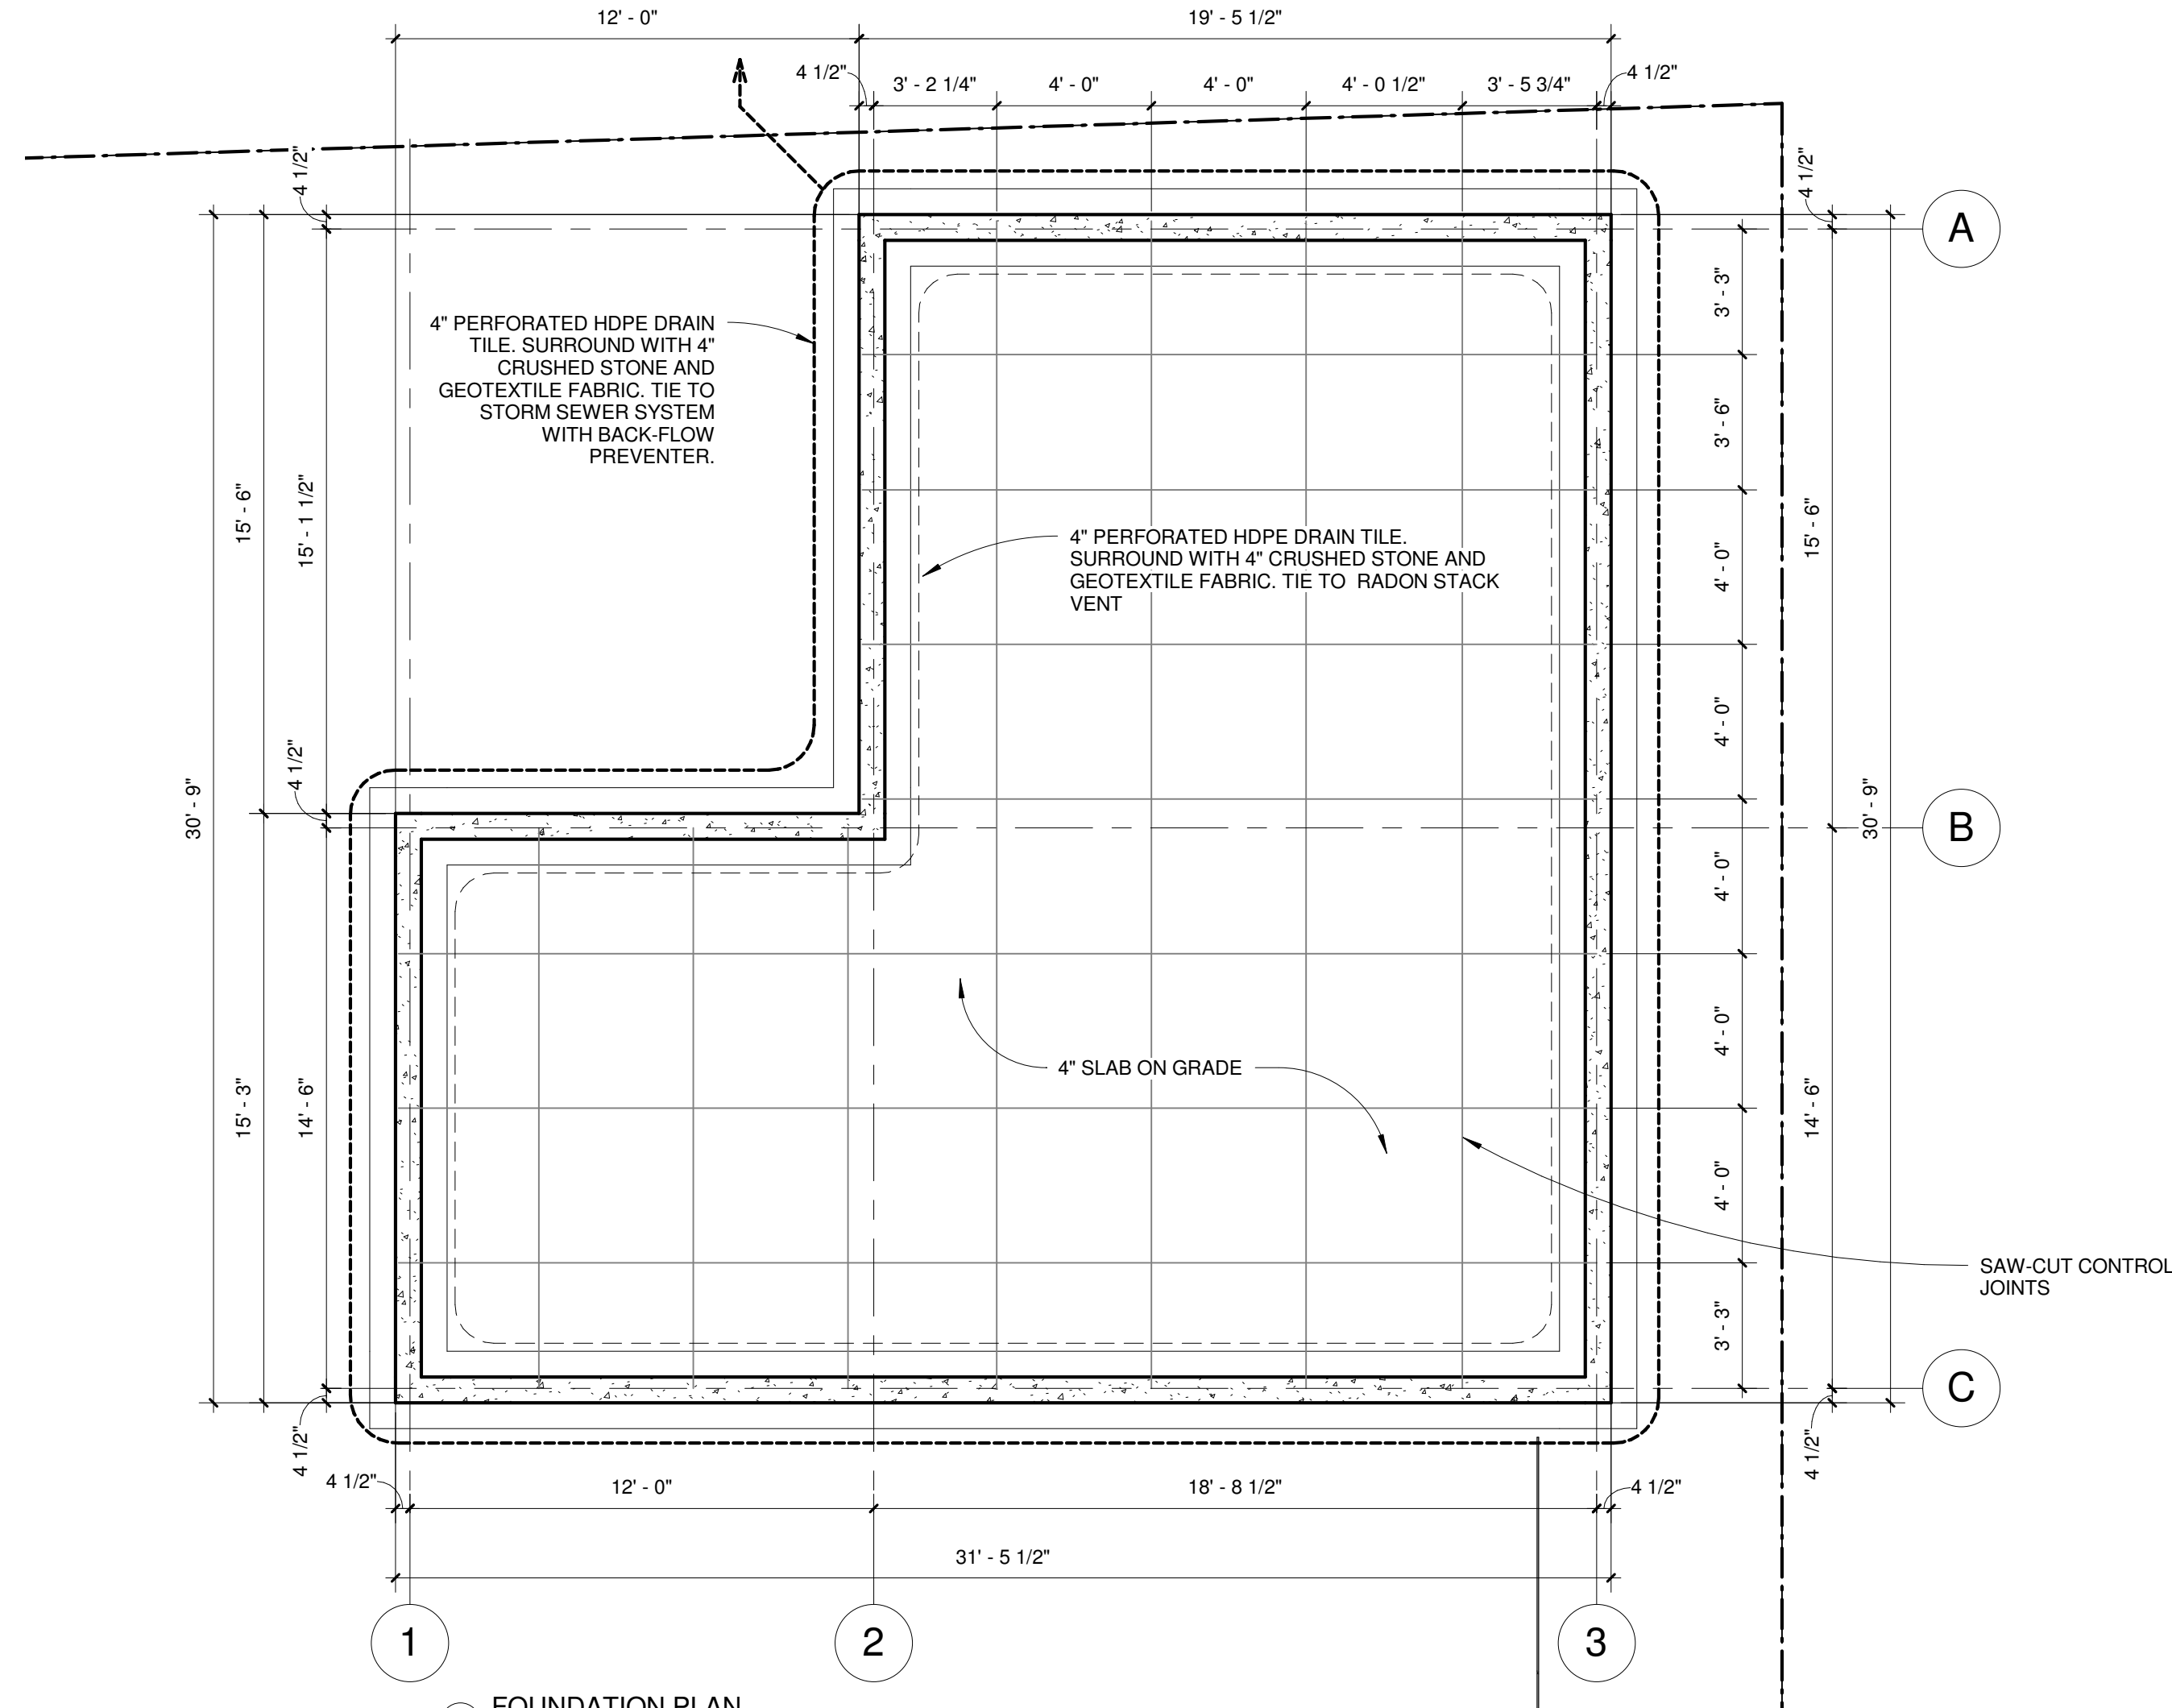 12' - 0"
19' - 5 1/2"
4 1/2"
3' - 2 1/4"
4' - 0"
4' - 0"
4' - 0 1/2"
3' - 5 3/4"
4 1/2"
4 1/2"
4 1/2"
A
3' - 3"
4" PERFORATED HDPE DRAIN
TILE. SURROUND WITH 4"
CRUSHED STONE AND
GEOTEXTILE FABRIC. TIE TO
STORM SEWER SYSTEM
WITH BACK-FLOW
PREVENTER.
3' - 6"
15' - 6"
15' - 1 1/2"
15' - 6"
4" PERFORATED HDPE DRAIN TILE.
SURROUND WITH 4" CRUSHED STONE AND
GEOTEXTILE FABRIC. TIE TO RADON STACK
VENT
4' - 0"
4' - 0"
4 1/2"
30' - 9"
30' - 9"
B
4' - 0"
4' - 0"
4" SLAB ON GRADE
15' - 3"
14' - 6"
14' - 6"
4' - 0"
SAW-CUT CONTROL
JOINTS
3' - 3"
C
4 1/2"
4 1/2"
4 1/2"
12' - 0"
18' - 8 1/2"
4 1/2"
31' - 5 1/2"
1
2
3
FOUNDATION PLAN